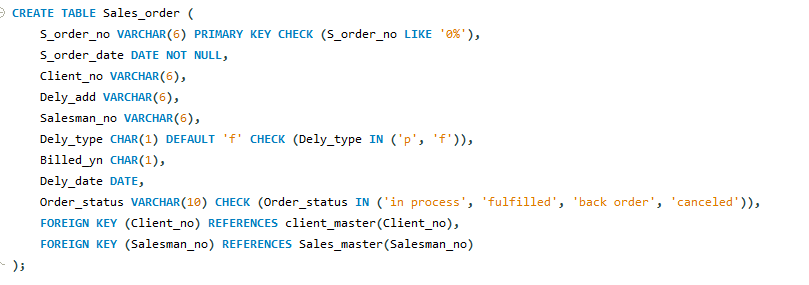 CREATE TABLE Sales_order (
S_order_no VARCHAR(6) PRIMARY KEY CHECK (S_order_no LIKE '0%'),
S_order_date DATE NOT NULL,
Client_no VARCHAR(6),
Dely_add VARCHAR(6),
Salesman_no VARCHAR(6),
Dely_type CHAR(1) DEFAULT 'f' CHECK (Dely_type IN ('p', 'f')),
Billed_yn CHAR(1),
Dely_date DATE,
Order_status VARCHAR(10) CHECK (Order_status IN ('in process', 'fulfilled', 'back order', 'canceled')),
FOREIGN KEY (Client_no) REFERENCES client_master(Client_no),
FOREIGN KEY (Salesman_no) REFERENCES Sales_master(Salesman_no)
);